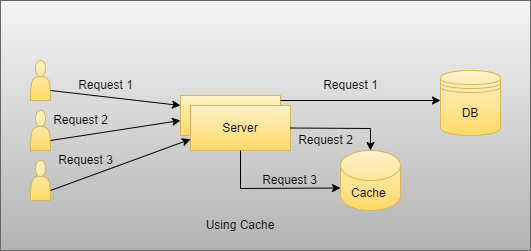 Request 1
Request 1
Request 2
Server
DB
Request 2
Request 3
Request 3
Cache
Using Cache